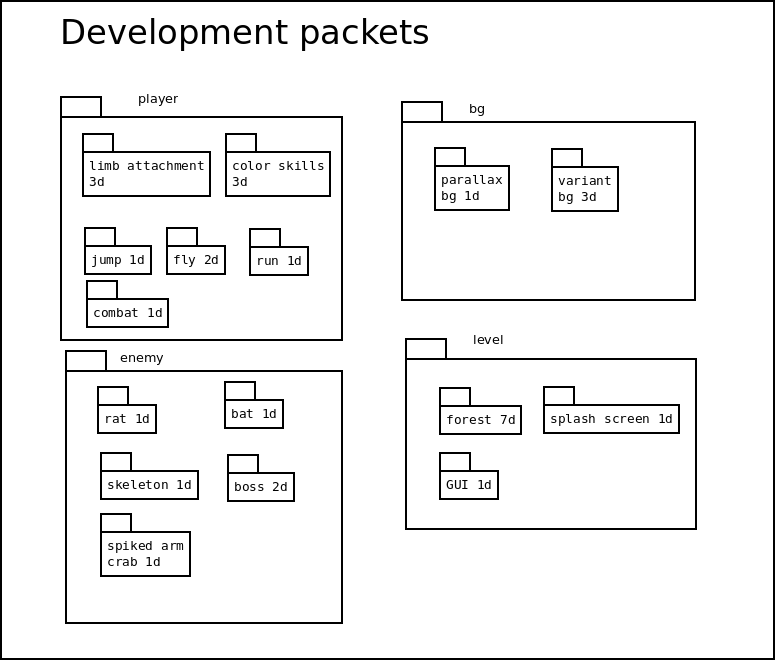 Development packets
player
limb attachment
3d
color skills
3d
jump 1d
fly 2d
run 1d
combat 1d
bg
parallax
bg 1d
variant
bg 3d
enemy
rat 1d
bat 1d
skeleton 1d
boss 2d
spiked arm
crab 1d
level
forest 7d
splash screen 1d
GUI 1d